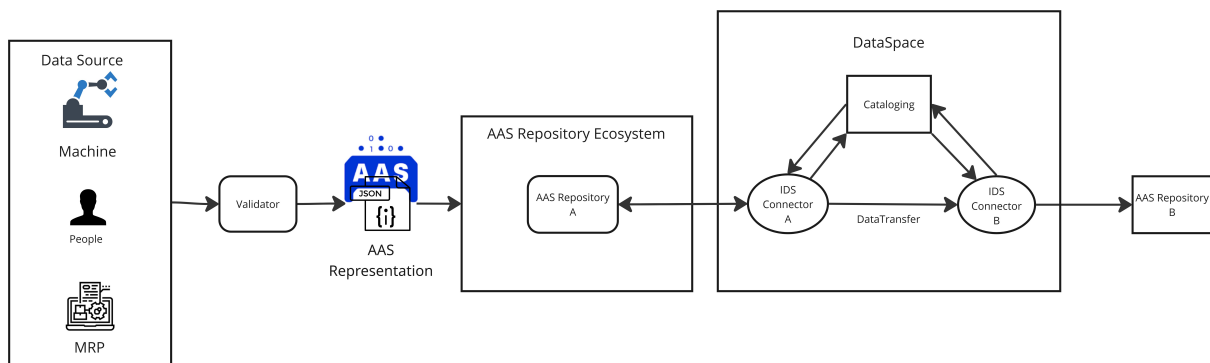 Data Source
Machine
People
MRP
Validator
0
1 0
AAS
JSON
{i}
AAS
Representation
AAS Repository Ecosystem
AAS Repository
A
DataSpace
Cataloging
IDS
Connector
A
DataTransfer
IDS
Connector
B
AAS Repository
B